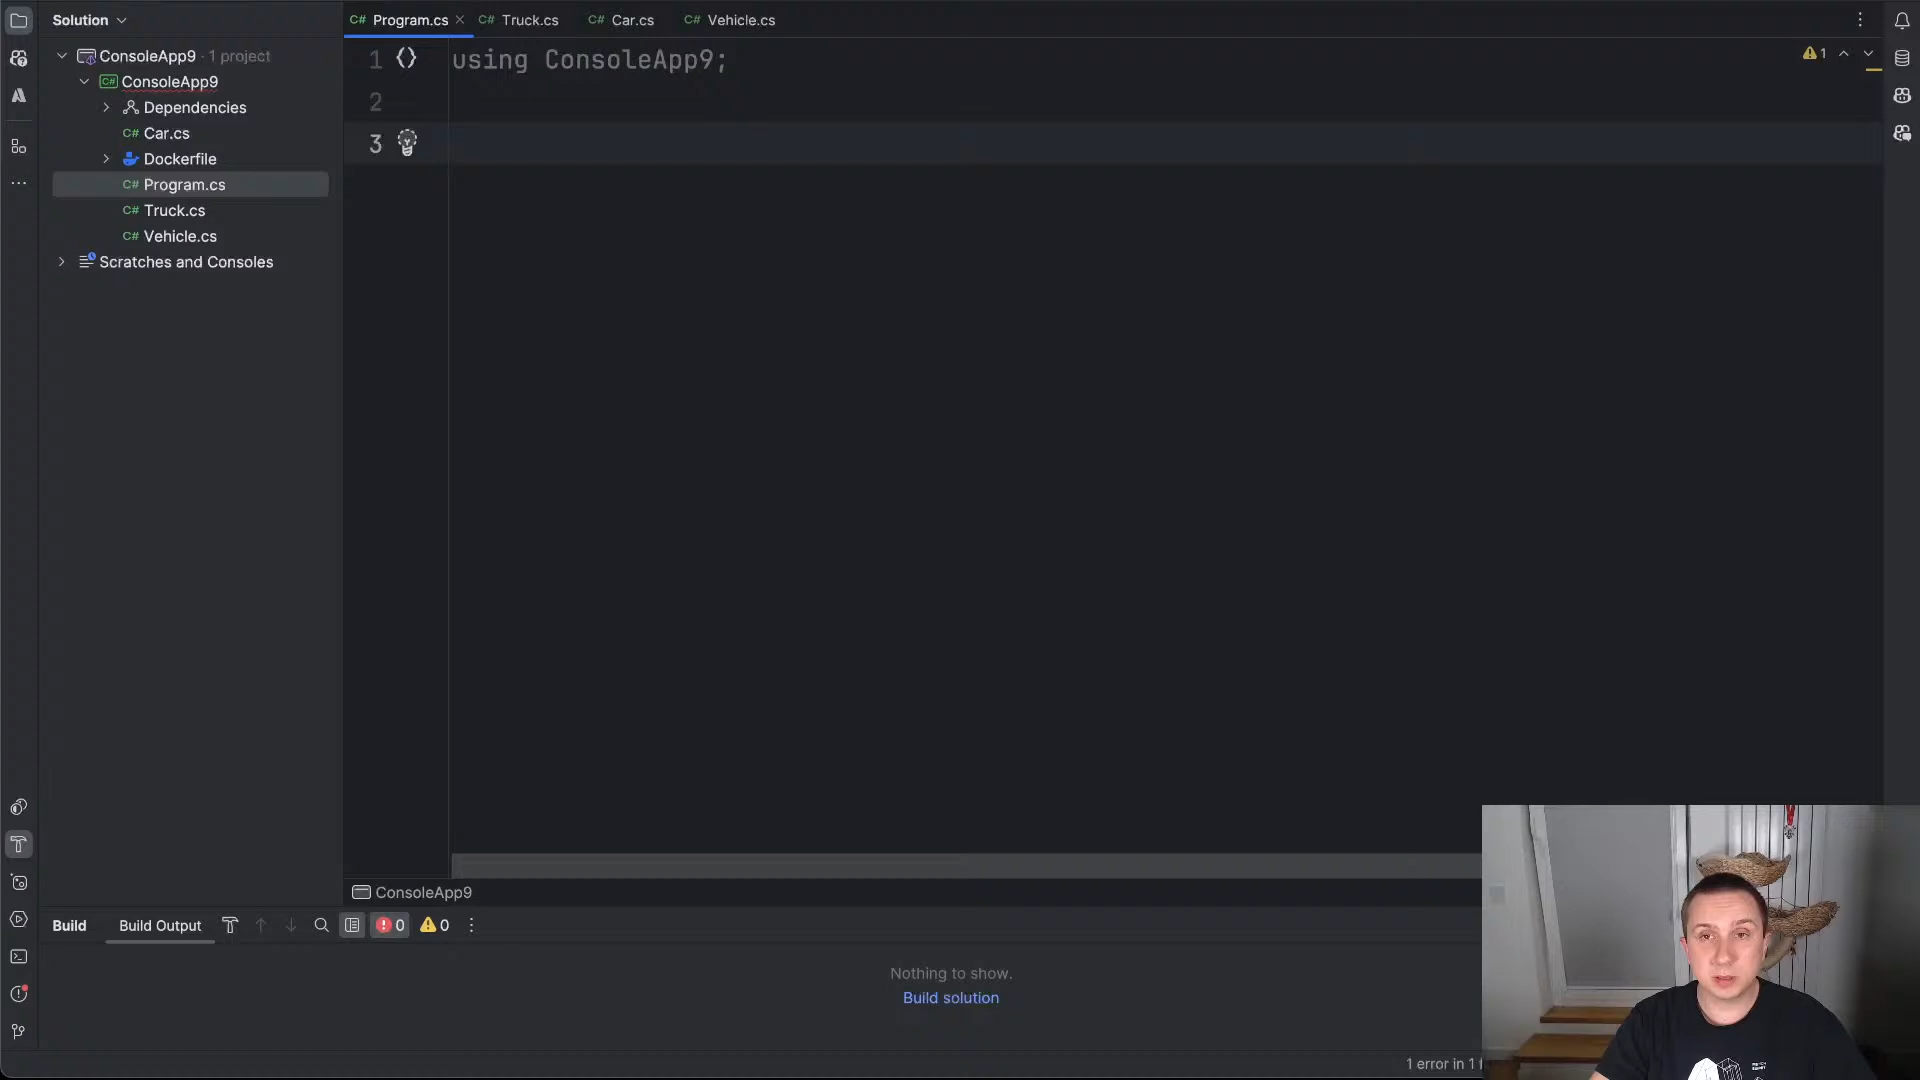 Solution
C# Program.cs
C# Truck.cs
C# Car.cs
C# Vehicle.cs
ConsoleApp9 · 1 project
C# ConsoleApp9
Dependencies
C# Car.cs
Dockerfile
C# Program.cs
C# Truck.cs
C# Vehicle.cs
Scratches and Consoles
1 using ConsoleApp9;
2
3
1
ConsoleApp9
Build
Build Output
0
0
Nothing to show.
Build solution
1 error in 1